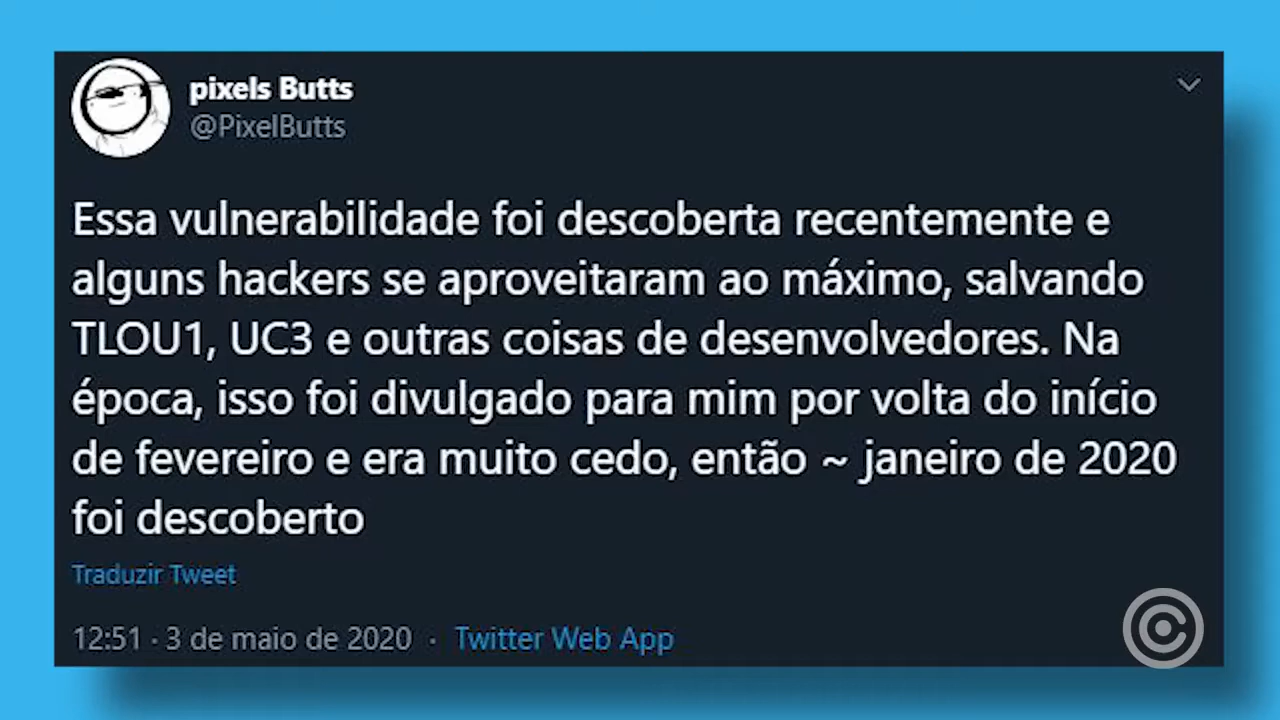 pixels Butts
@PixelButts
Essa vulnerabilidade foi descoberta recentemente e
alguns hackers se aproveitaram ao máximo, salvando
TLOU1, UC3 e outras coisas de desenvolvedores. Na
época, isso foi divulgado para mim por volta do início
de fevereiro e era muito cedo, então ~ janeiro de 2020
foi descoberto
Traduzir Tweet
12:51 · 3 de maio de 2020 · Twitter Web App